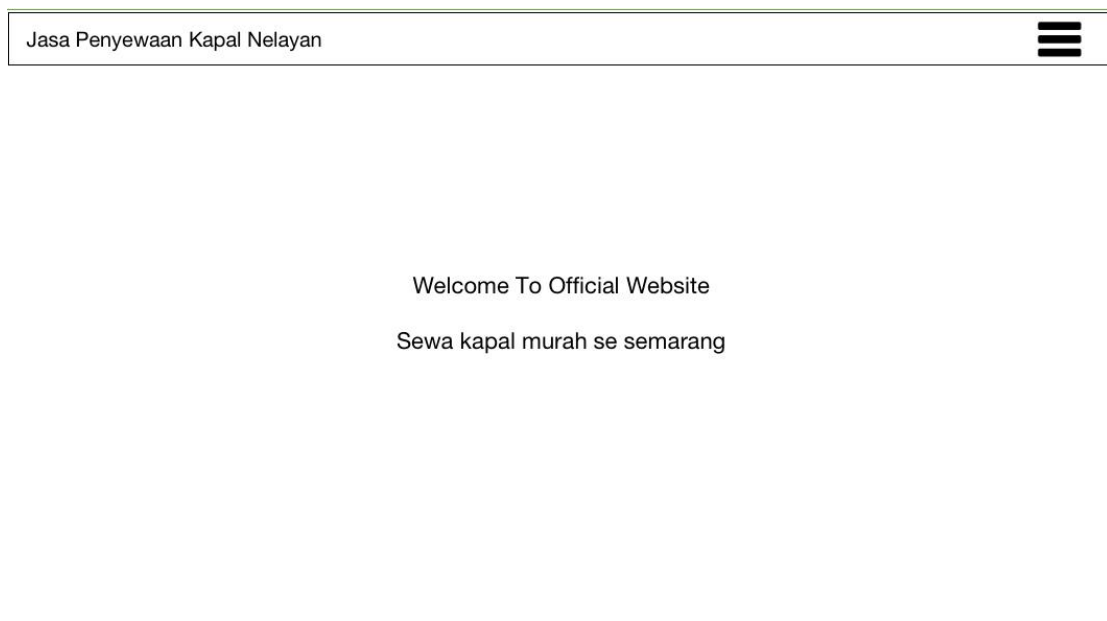 Jasa Penyewaan Kapal Nelayan
Welcome To Official Website
Sewa kapal murah se semarang